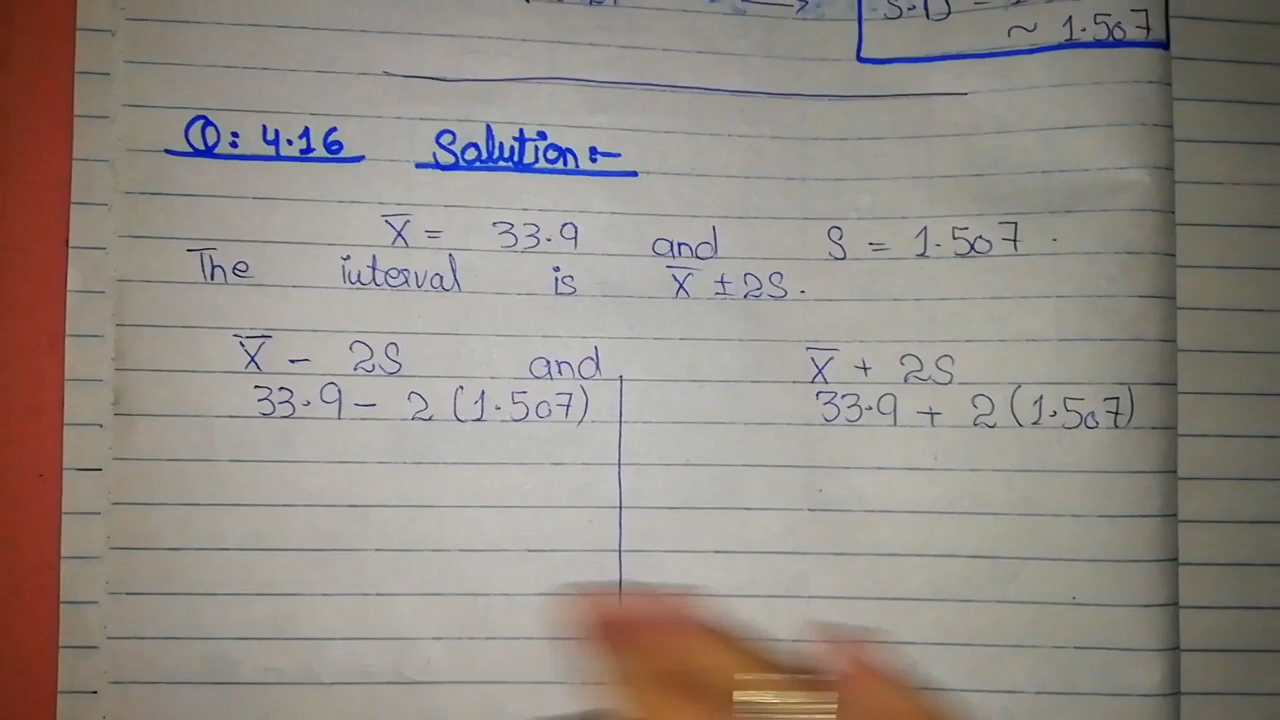 S.D =
~ 1.507
Q: 4.16 Salution:-
X̅ = 33.9 and S = 1.507 .
The interval is X̅ ± 2S.
X̅ - 2S and X̅ + 2S
33.9 - 2 (1.507) 33.9 + 2 (1.507)